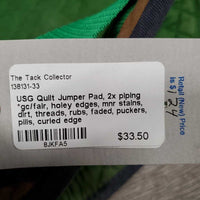 The Tack Collector
138131-33
USG Quilt Jumper Pad, 2x piping
*gc/fair, holey edges, mnr stains,
dirt, threads, rubs, faded, puckers,
pills, curled edge
BJKFA5
$33.50
Retail (New) Price
is $